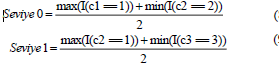 Seviye 0 = max(I(c1 == 1)) + min(I(c2 == 2)) / 2 (
Seviye 1 = max(I(c2 == 1)) + min(I(c3 == 3)) / 2 (